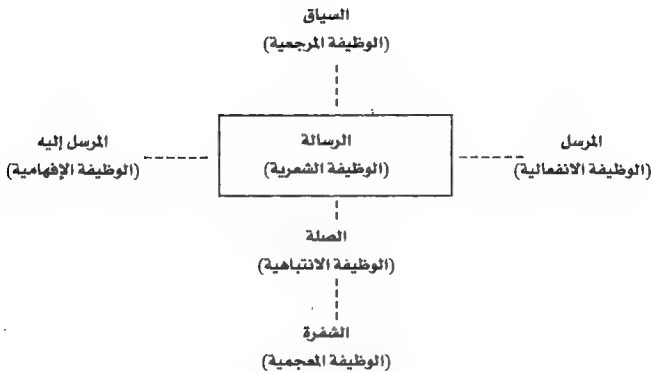 السياق
(الوظيفة المرجعية)
المرسل
(الوظيفة الانفعالية)
الرسالة
(الوظيفة الشعرية)
المرسل إليه
(الوظيفة الإفهامية)
الصلة
(الوظيفة الانتباهية)
الشفرة
(الوظيفة المعجمية)